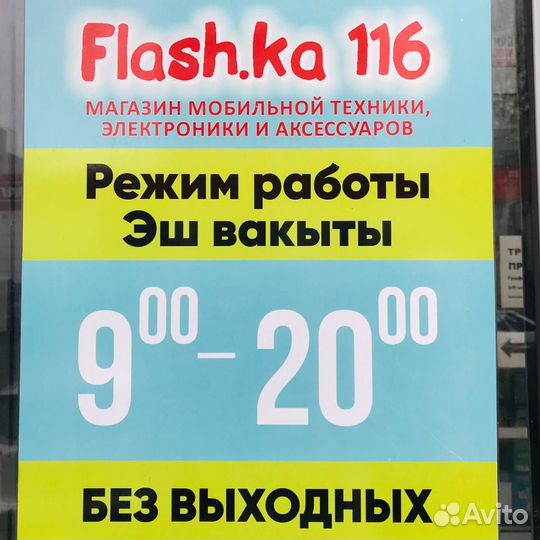 Flash.ka 116
МАГАЗИН МОБИЛЬНОЙ ТЕХНИКИ,
ЭЛЕКТРОНИКИ И АКСЕССУАРОВ
Режим работы
Эш вакыты
9⁰⁰ – 20⁰⁰
БЕЗ ВЫХОДНЫХ
Avito